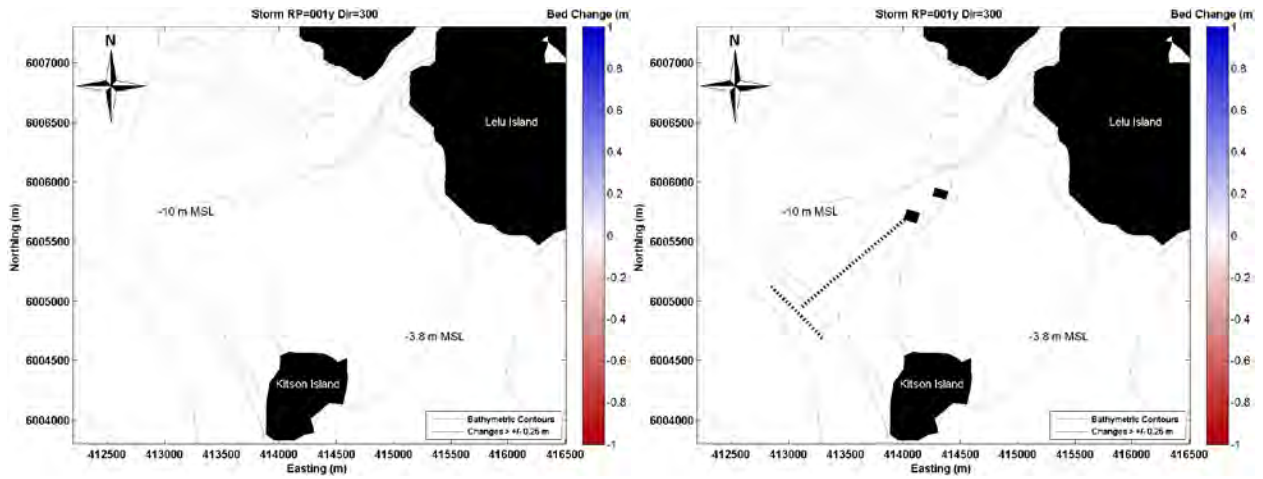 Storm RP=001y Dir=300
Bed Change (m)
N
1
0.8
0.6
0.4
0.2
0
-0.2
-0.4
-0.6
-0.8
-1
6007000
6006500
6006000
6005500
6005000
6004500
6004000
Northing (m)
Lelu Island
-10 m MSL
-3.8 m MSL
Kitson Island
Bathymetric Contours
Changes > +/- 0.25 m
412500 413000 413500 414000 414500 415000 415500 416000 416500
Easting (m)
Storm RP=001y Dir=300
Bed Change (m)
N
1
0.8
0.6
0.4
0.2
0
-0.2
-0.4
-0.6
-0.8
-1
6007000
6006500
6006000
6005500
6005000
6004500
6004000
Northing (m)
Lelu Island
-10 m MSL
-3.8 m MSL
Kitson Island
Bathymetric Contours
Changes > +/- 0.25 m
412500 413000 413500 414000 414500 415000 415500 416000 416500
Easting (m)